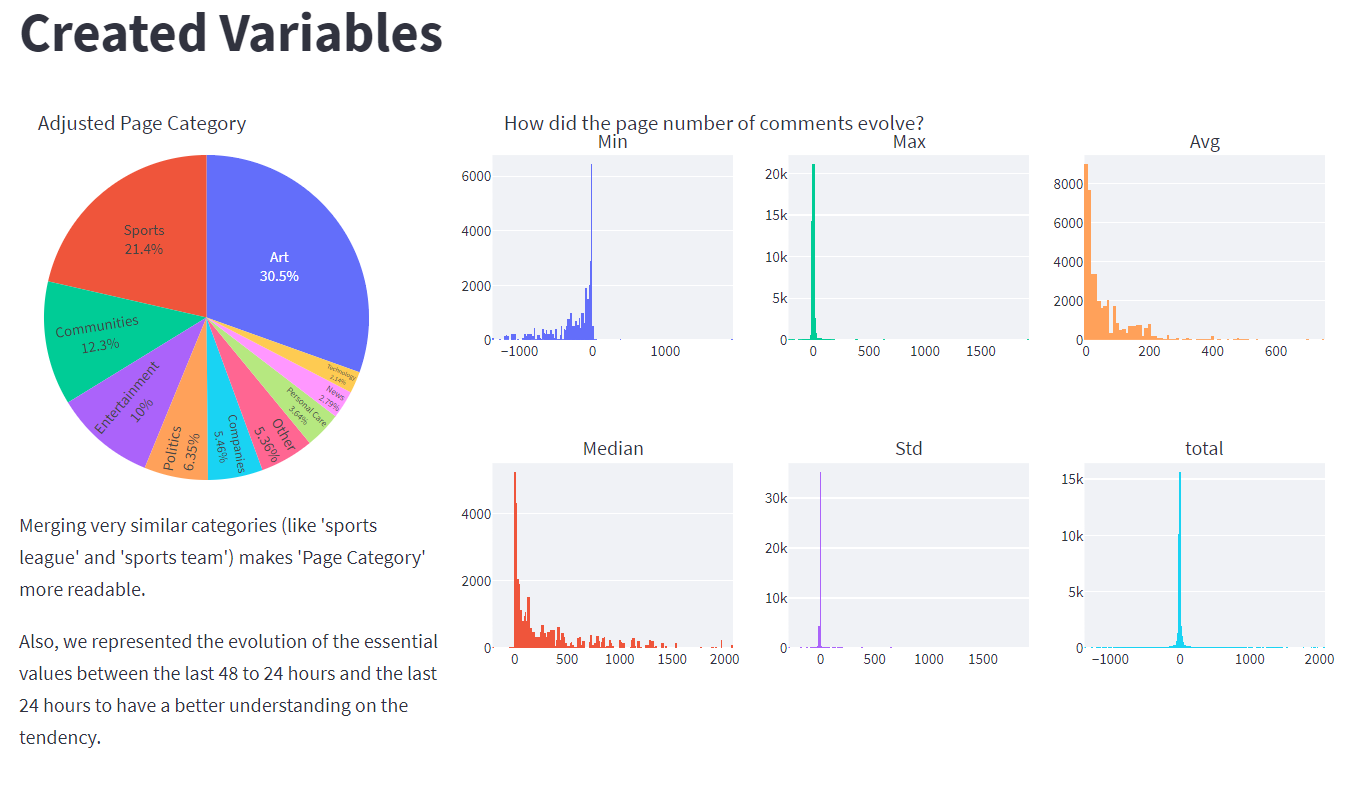 Created Variables
Adjusted Page Category
Art
30.5%
Sports
21.4%
Communities
12.3%
Entertainment
10%
Politics
6.35%
Companies
5.46%
Other
5.36%
Personal Care
3.64%
News
2.79%
Technology
2.14%
Merging very similar categories (like 'sports
league' and 'sports team') makes 'Page Category'
more readable.
Also, we represented the evolution of the essential
values between the last 48 to 24 hours and the last
24 hours to have a better understanding on the
tendency.
How did the page number of comments evolve?
Min
6000
4000
2000
0
−1000 0 1000
Max
20k
15k
10k
5k
0
0 500 1000 1500
Avg
8000
6000
4000
2000
0
0 200 400 600
Median
4000
2000
0
0 500 1000 1500 2000
Std
30k
20k
10k
0
0 500 1000 1500
total
15k
10k
5k
0
−1000 0 1000 2000